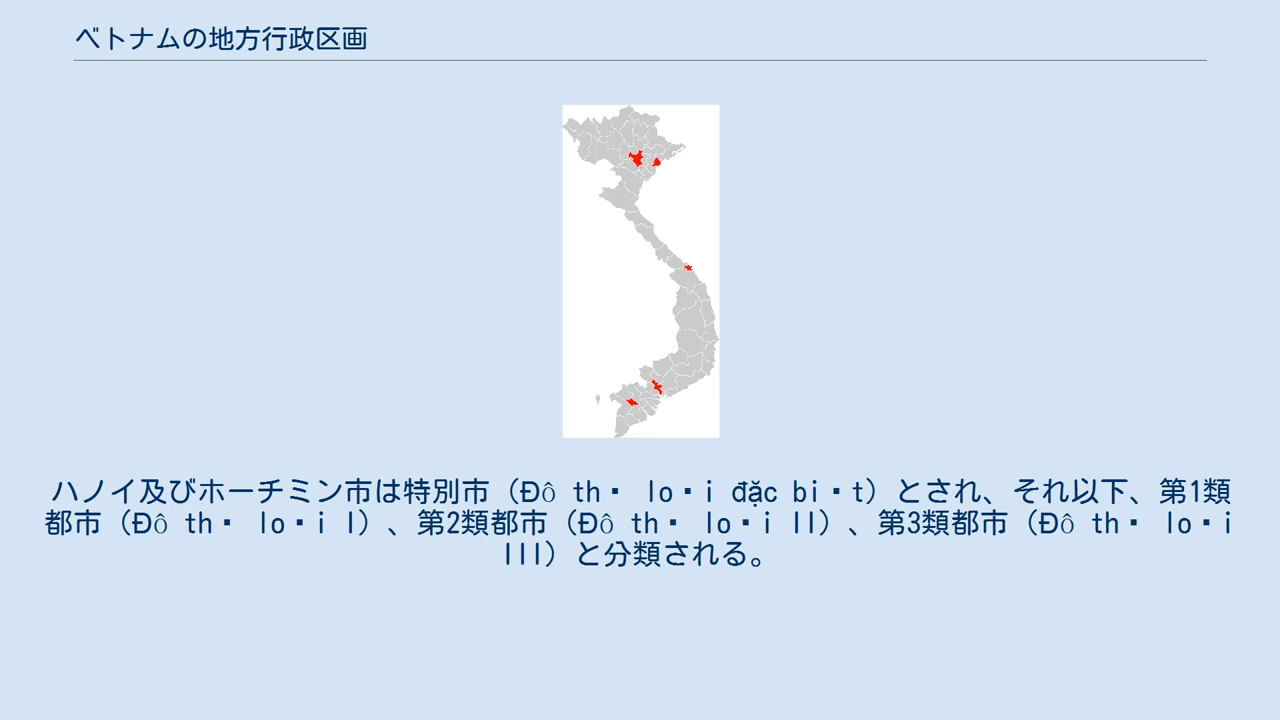 ベトナムの地方行政区画
ハノイ及びホーチミン市は特別市（Đô th▪ lo▪i đặc bi▪t）とされ、それ以下、第1類
都市（Đô th▪ lo▪i I）、第2類都市（Đô th▪ lo▪i II）、第3類都市（Đô th▪ lo▪i
III）と分類される。